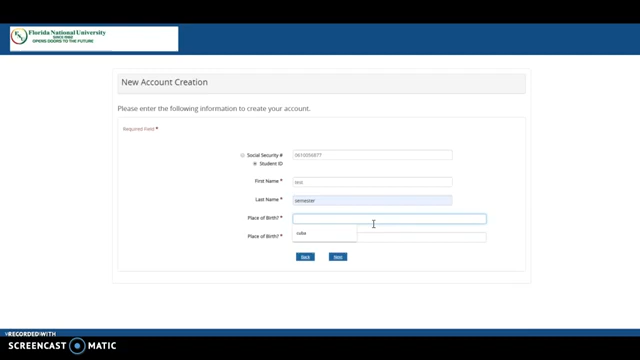 Florida National University
SINCE 1982
OPENS DOORS TO THE FUTURE
New Account Creation
Please enter the following information to create your account.
Required Field *
Social Security # 0610056877
Student ID
First Name * test
Last Name * semester
Place of Birth? *
cuba
Place of Birth? *
Back Next
RECORDED WITH
SCREENCAST MATIC